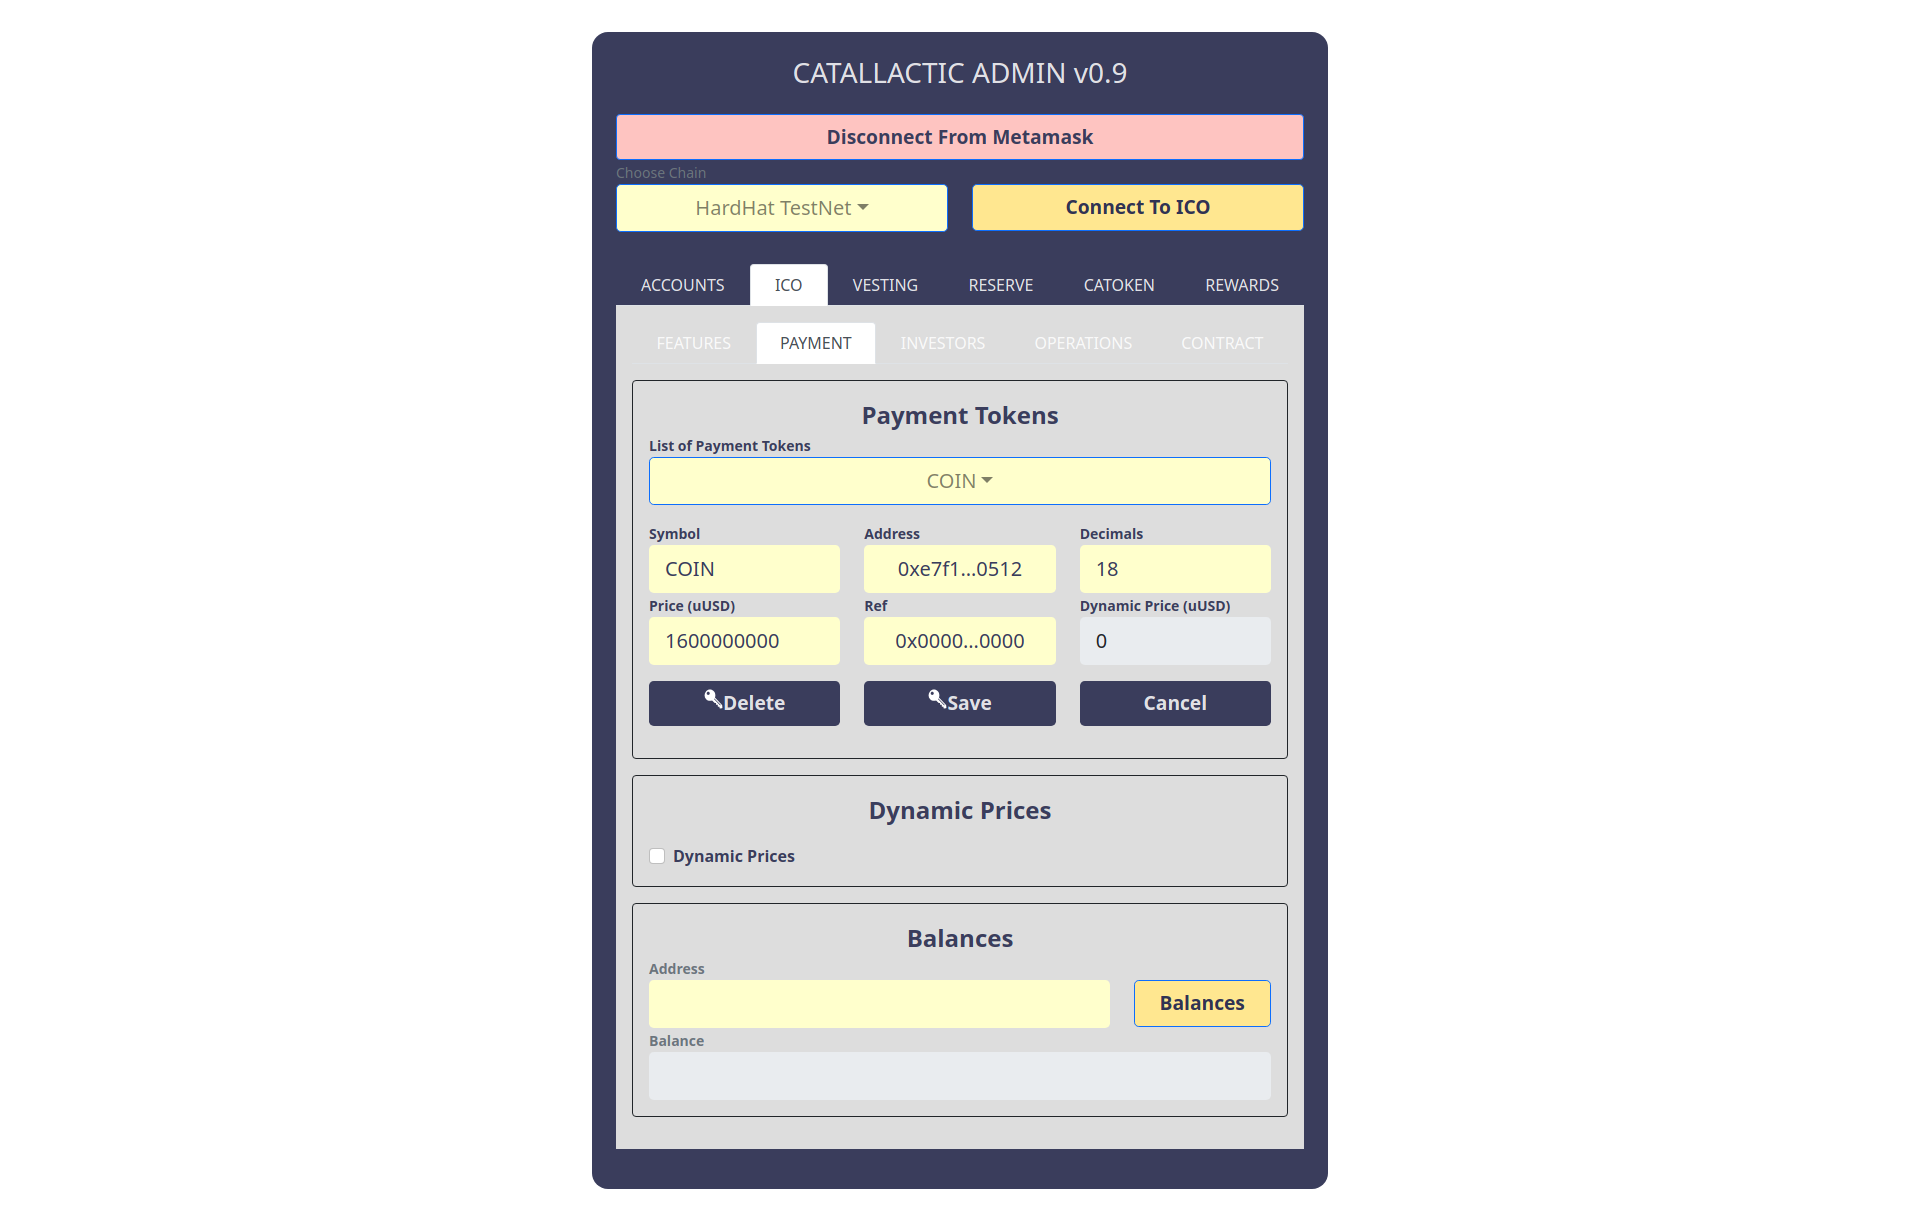 CATALLACTIC ADMIN v0.9
Disconnect From Metamask
Choose Chain
HardHat TestNet
Connect To ICO
ACCOUNTS ICO VESTING RESERVE CATOKEN REWARDS
FEATURES PAYMENT INVESTORS OPERATIONS CONTRACT
Payment Tokens
List of Payment Tokens
COIN
Symbol Address Decimals
COIN 0xe7f1...0512 18
Price (uUSD) Ref Dynamic Price (uUSD)
1600000000 0x0000...0000 0
Delete Save Cancel
Dynamic Prices
Dynamic Prices
Balances
Address
Balances
Balance